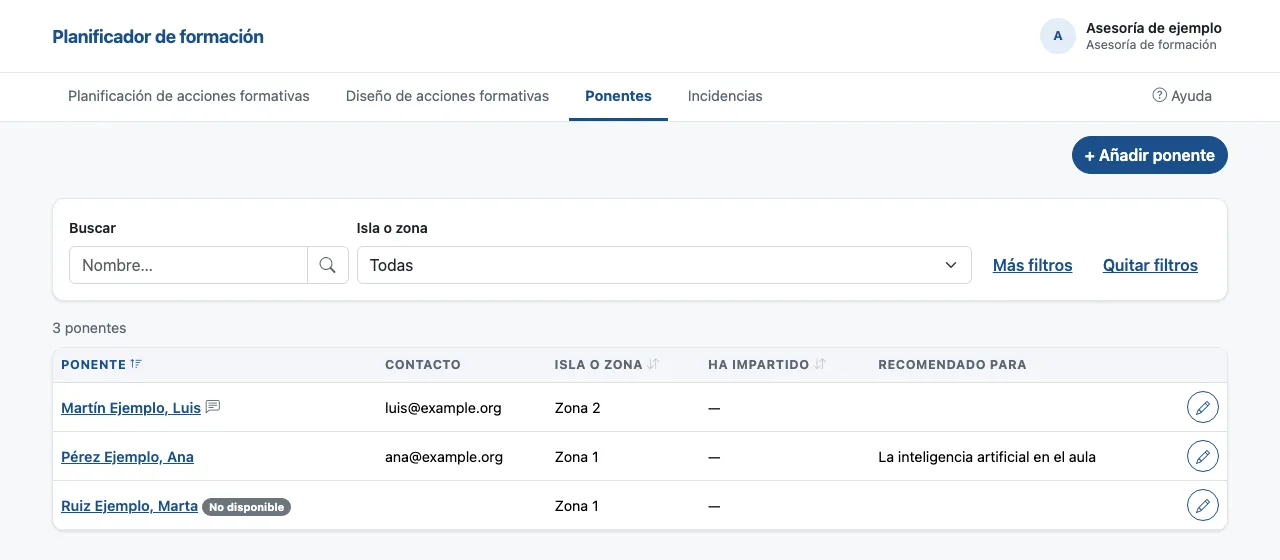 Planificador de formación
A
Asesoría de ejemplo
Asesoría de formación
Planificación de acciones formativas Diseño de acciones formativas Ponentes Incidencias Ayuda
+ Añadir ponente
Buscar Isla o zona
Nombre... Todas Más filtros Quitar filtros
3 ponentes
PONENTE CONTACTO ISLA O ZONA HA IMPARTIDO RECOMENDADO PARA
Martín Ejemplo, Luis luis@example.org Zona 2 —
Pérez Ejemplo, Ana ana@example.org Zona 1 — La inteligencia artificial en el aula
Ruiz Ejemplo, Marta No disponible Zona 1 —